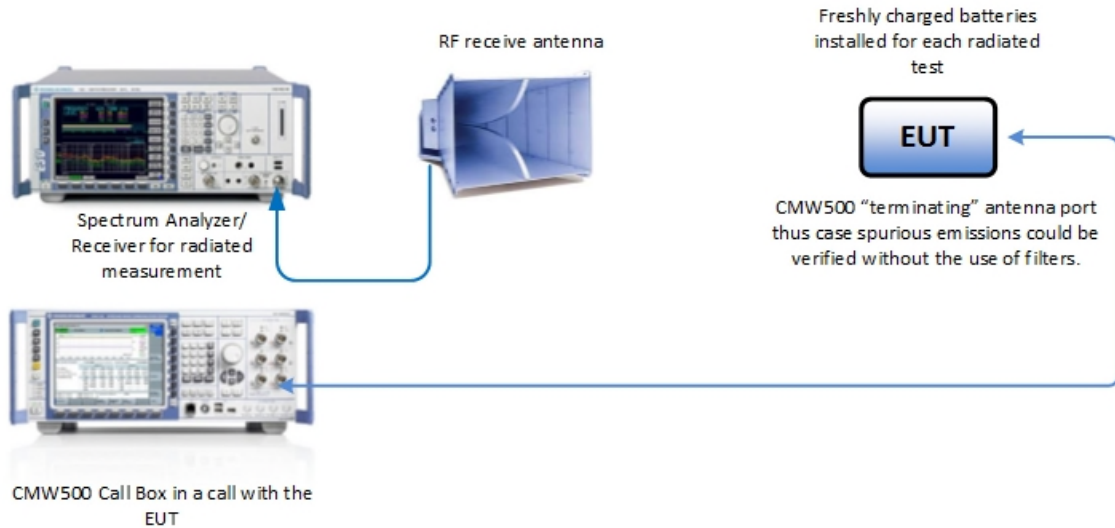 Freshly charged batteries
installed for each radiated
test
RF receive antenna
EUT
Spectrum Analyzer/
Receiver for radiated
measurement
CMW500 “terminating” antenna port
thus case spurious emissions could be
verified without the use of filters.
CMW500 Call Box in a call with the
EUT